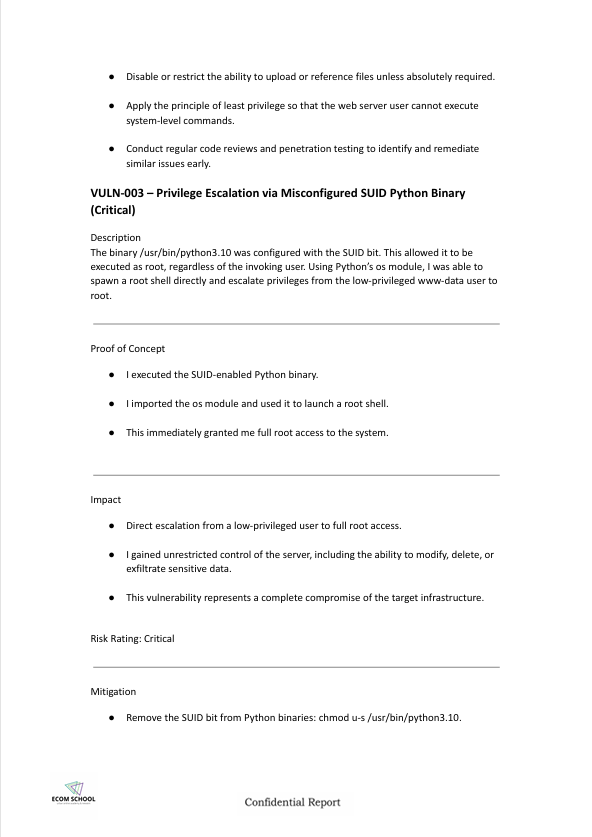 ● Disable or restrict the ability to upload or reference files unless absolutely required.
● Apply the principle of least privilege so that the web server user cannot execute
system-level commands.
● Conduct regular code reviews and penetration testing to identify and remediate
similar issues early.
VULN-003 – Privilege Escalation via Misconfigured SUID Python Binary
(Critical)
Description
The binary /usr/bin/python3.10 was configured with the SUID bit. This allowed it to be
executed as root, regardless of the invoking user. Using Python’s os module, I was able to
spawn a root shell directly and escalate privileges from the low-privileged www-data user to
root.
Proof of Concept
● I executed the SUID-enabled Python binary.
● I imported the os module and used it to launch a root shell.
● This immediately granted me full root access to the system.
Impact
● Direct escalation from a low-privileged user to full root access.
● I gained unrestricted control of the server, including the ability to modify, delete, or
exfiltrate sensitive data.
● This vulnerability represents a complete compromise of the target infrastructure.
Risk Rating: Critical
Mitigation
● Remove the SUID bit from Python binaries: chmod u-s /usr/bin/python3.10.
ECOM SCHOOL
Confidential Report